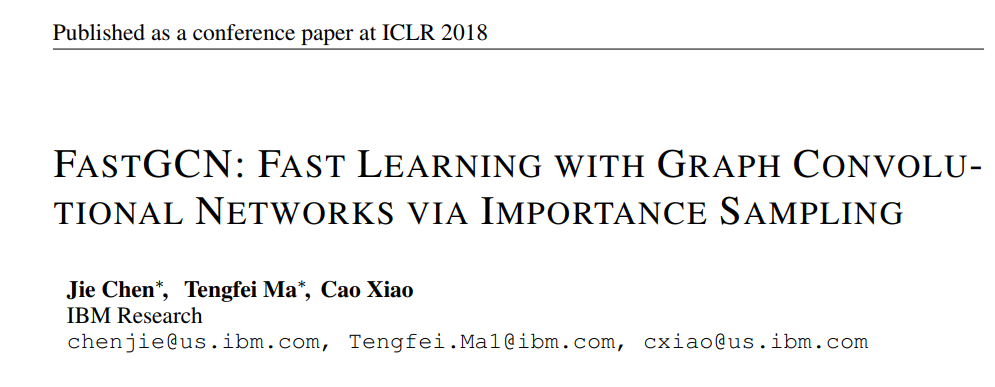 Published as a conference paper at ICLR 2018
FASTGCN: FAST LEARNING WITH GRAPH CONVOLU-
TIONAL NETWORKS VIA IMPORTANCE SAMPLING
Jie Chen*, Tengfei Ma*, Cao Xiao
IBM Research
chenjie@us.ibm.com, Tengfei.Ma1@ibm.com, cxiao@us.ibm.com